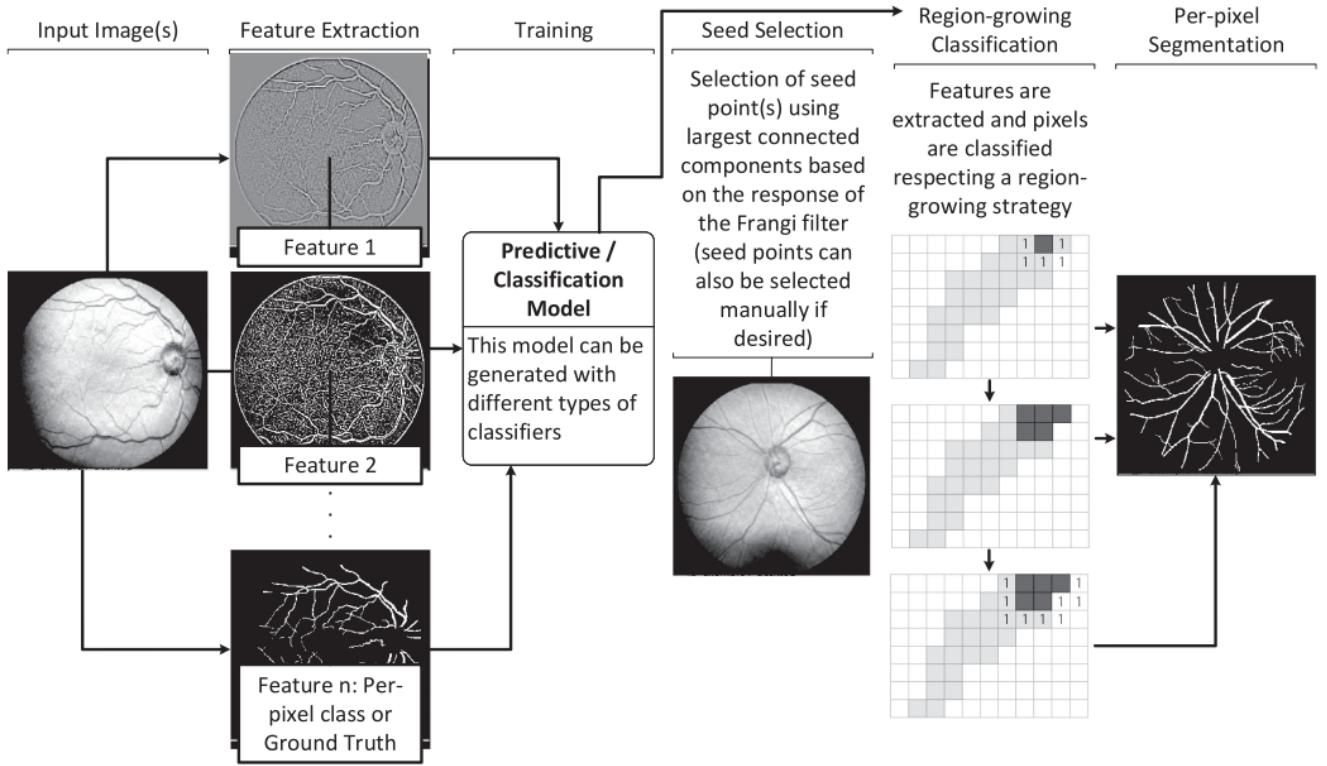 Input Image(s)
Feature Extraction
Training
Seed Selection
Region-growing
Classification
Per-pixel
Segmentation
Feature 1
Feature 2
Feature n: Per-
pixel class or
Ground Truth
Predictive /
Classification
Model
This model can be
generated with
different types of
classifiers
Selection of seed
point(s) using
largest connected
components based
on the response of
the Frangi filter
(seed points can
also be selected
manually if
desired)
Features are
extracted and pixels
are classified
respecting a region-
growing strategy
1 1
1 1 1
1 1
1 1 1
1 1 1